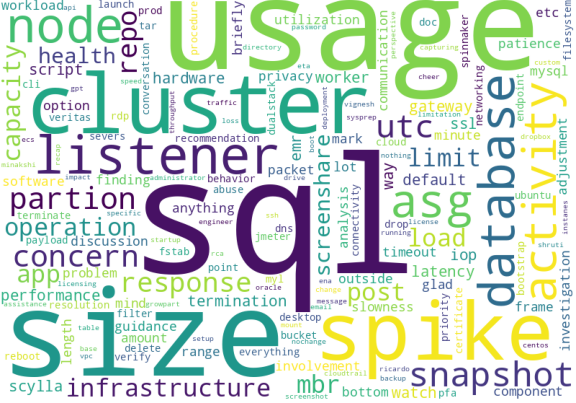 sql
usage
size
spike
cluster
database
activity
listener
node
asg
snapshot
utc
limit
load
response
partion
concern
operation
infrastructure
screenshare
mbr
post
app
repo
health
capacity
script
option
workload
launch
prod
tar
api
cli
gpt
veritas
ecs
minakshi
recap
rdp
severs
speed
conversation
procedure
directory
briefly
hardware
utilization
password
privacy
worker
throughput
traffic
loss
dualstack
deployment
vignesh
sysprep
boot
recommendation
communication
perspective
capturing
cheer
doc
spinnaker
patience
etc
mysql
custom
filesystem
gateway
networking
endpoint
ssl
minute
cloud
limitation
nothing
dropbox
adjustment
ubuntu
default
way
mark
emr
packet
lot
finding
software
terminate
abuse
behavior
administrator
impact
drive
specific
engineer
anything
dns
jmeter
analysis
connectivity
drop
license
running
timeout
iop
latency
outside
point
fstab
discussion
payload
ssh
startup
rca
problem
performance
assistance
resolution
growpart
licensing
mind
termination
oracle
ena
change
message
email
myl
slowness
glad
priority
certificate
bootstrap
shruti
instanes
investigation
frame
centos
component
guidance
filter
table
base
vpc
amount
delete
verify
setup
range
desktop
bucket
everything
nochange
reboot
length
scylla
mount
involvement
cloudtrail
screenshot
bottom
watch
ricardo
backup
pfa